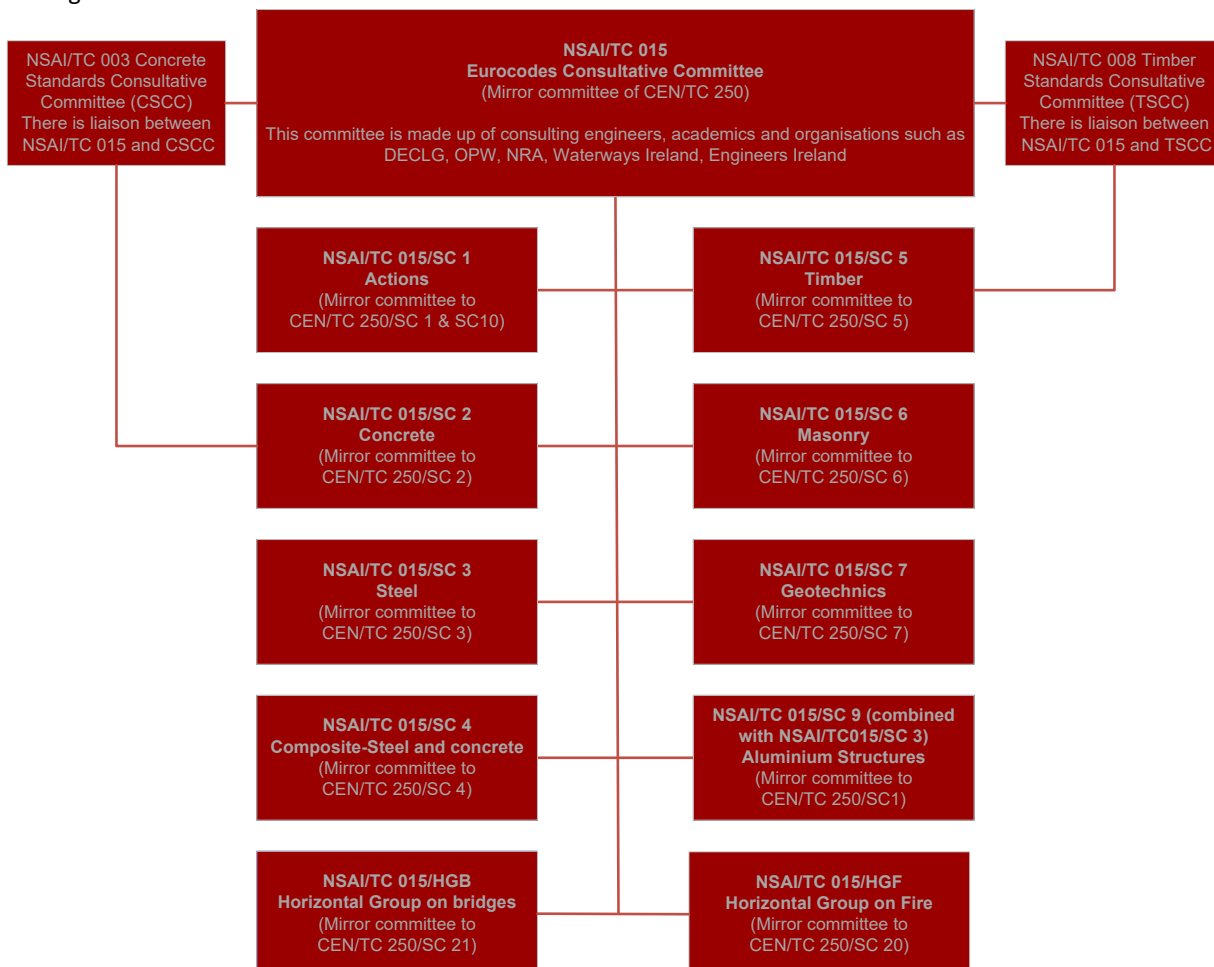 NSAI/TC 015
Eurocodes Consultative Committee
(Mirror committee of CEN/TC 250)
This committee is made up of consulting engineers, academics and organisations such as
DECLG, OPW, NRA, Waterways Ireland, Engineers Ireland
NSAI/TC 003 Concrete
Standards Consultative
Committee (CSCC)
There is liaison between
NSAI/TC 015 and CSCC
NSAI/TC 008 Timber
Standards Consultative
Committee (TSCC)
There is liaison between
NSAI/TC 015 and TSCC
NSAI/TC 015/SC 1
Actions
(Mirror committee to
CEN/TC 250/SC 1 & SC10)
NSAI/TC 015/SC 5
Timber
(Mirror committee to
CEN/TC 250/SC 5)
NSAI/TC 015/SC 2
Concrete
(Mirror committee to
CEN/TC 250/SC 2)
NSAI/TC 015/SC 6
Masonry
(Mirror committee to
CEN/TC 250/SC 6)
NSAI/TC 015/SC 3
Steel
(Mirror committee to
CEN/TC 250/SC 3)
NSAI/TC 015/SC 7
Geotechnics
(Mirror committee to
CEN/TC 250/SC 7)
NSAI/TC 015/SC 4
Composite-Steel and concrete
(Mirror committee to
CEN/TC 250/SC 4)
NSAI/TC 015/SC 9 (combined
with NSAI/TC015/SC 3)
Aluminium Structures
(Mirror committee to
CEN/TC 250/SC1)
NSAI/TC 015/HGB
Horizontal Group on bridges
(Mirror committee to
CEN/TC 250/SC 21)
NSAI/TC 015/HGF
Horizontal Group on Fire
(Mirror committee to
CEN/TC 250/SC 20)